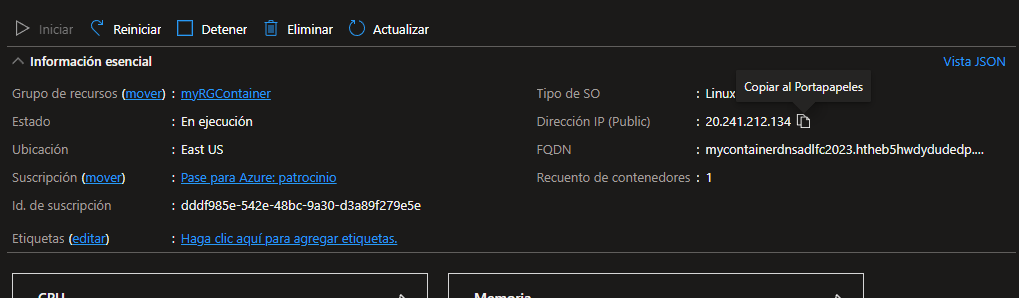 Iniciar Reiniciar Detener Eliminar Actualizar
Información esencial Vista JSON
Copiar al Portapapeles
Grupo de recursos (mover) : myRGContainer Tipo de SO : Linux
Estado : En ejecución Dirección IP (Public) : 20.241.212.134
Ubicación : East US FQDN : mycontainerdnsadlfc2023.htheb5hwdydudedp....
Suscripción (mover) : Pase para Azure: patrocinio Recuento de contenedores : 1
Id. de suscripción : dddf985e-542e-48bc-9a30-d3a89f279e5e
Etiquetas (editar) : Haga clic aquí para agregar etiquetas.
CPU Memoria